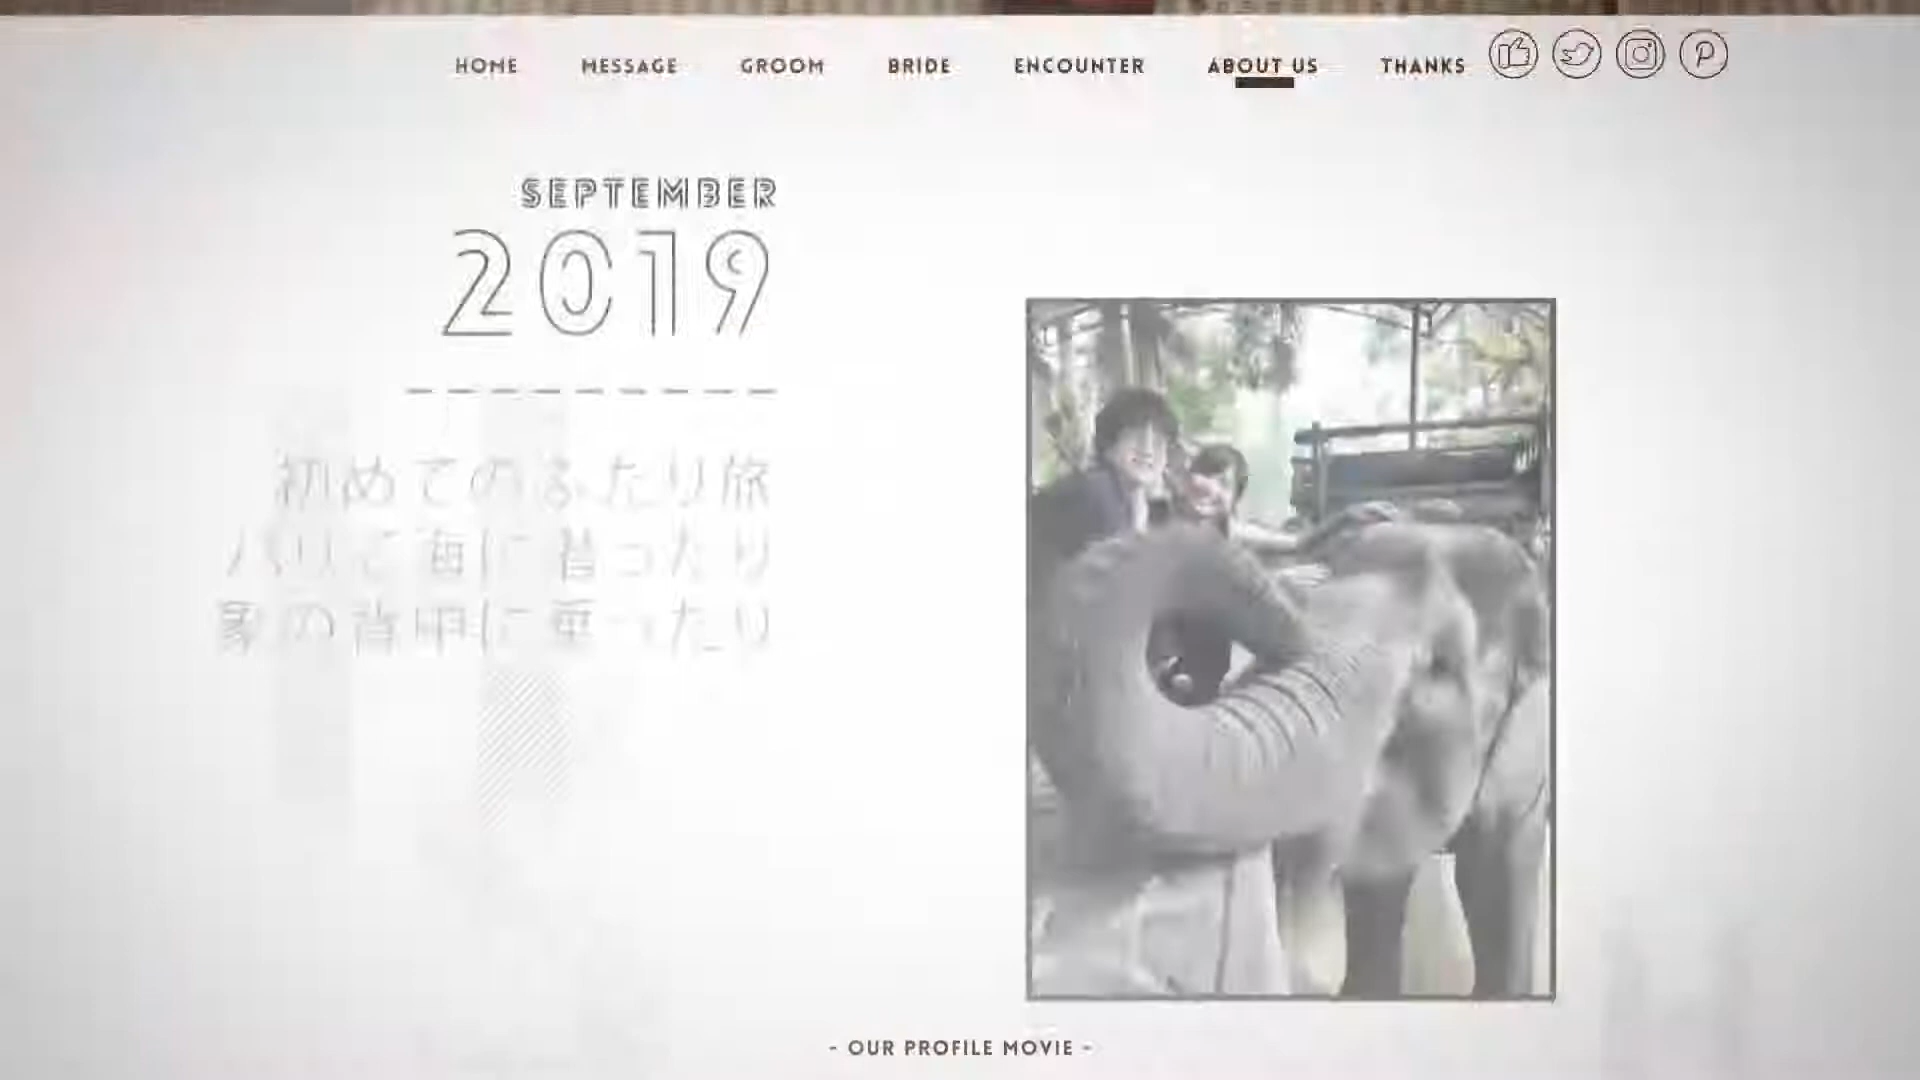 HOME MESSAGE GROOM BRIDE ENCOUNTER ABOUT US THANKS
SEPTEMBER
2019
初めてのふたり旅
バリで海に潜ったり
象の背中に乗ったり
- OUR PROFILE MOVIE -